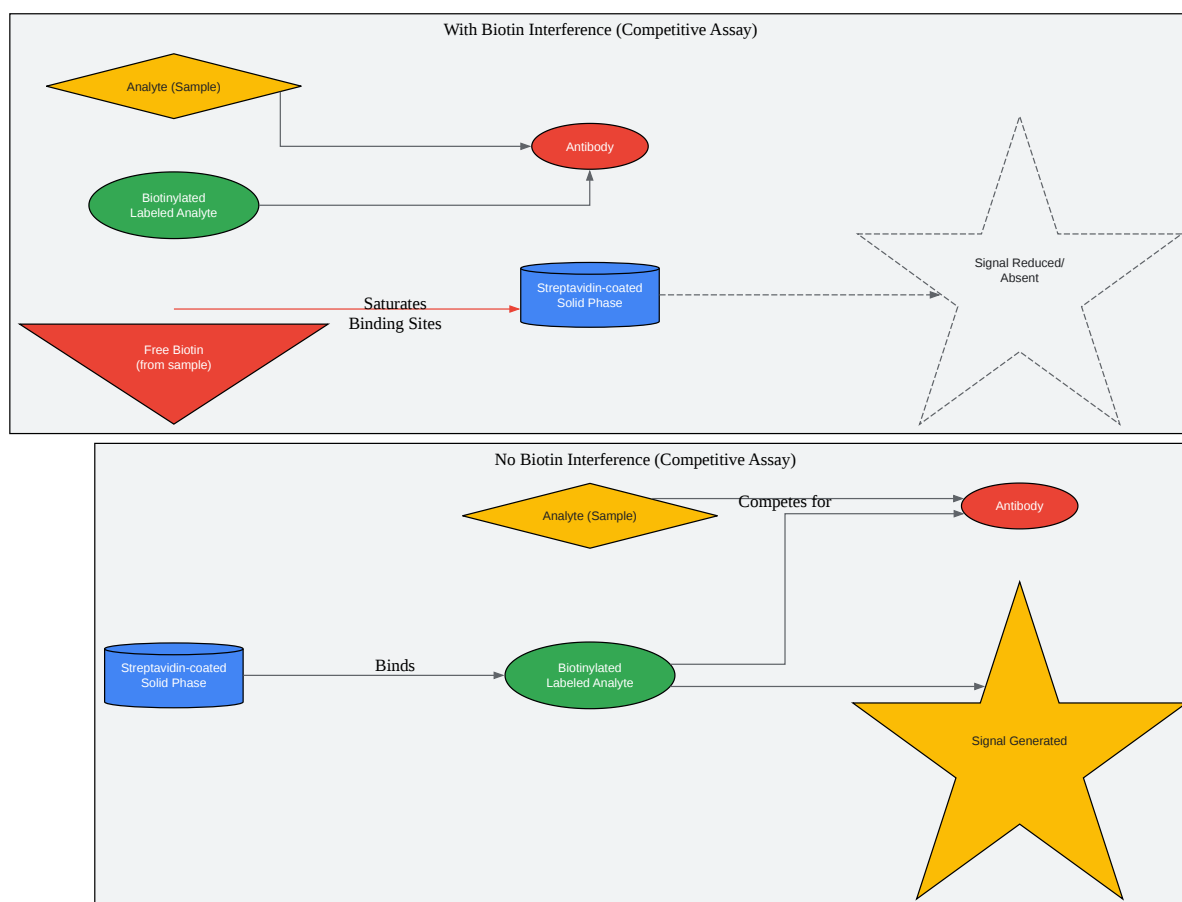 With Biotin Interference (Competitive Assay)
Analyte (Sample)
Antibody
Biotinylated
Labeled Analyte
Signal Reduced/
Absent
Streptavidin-coated
Solid Phase
Saturates
Binding Sites
Free Biotin
(from sample)
No Biotin Interference (Competitive Assay)
Analyte (Sample)
Competes for
Antibody
Streptavidin-coated
Solid Phase
Binds
Biotinylated
Labeled Analyte
Signal Generated